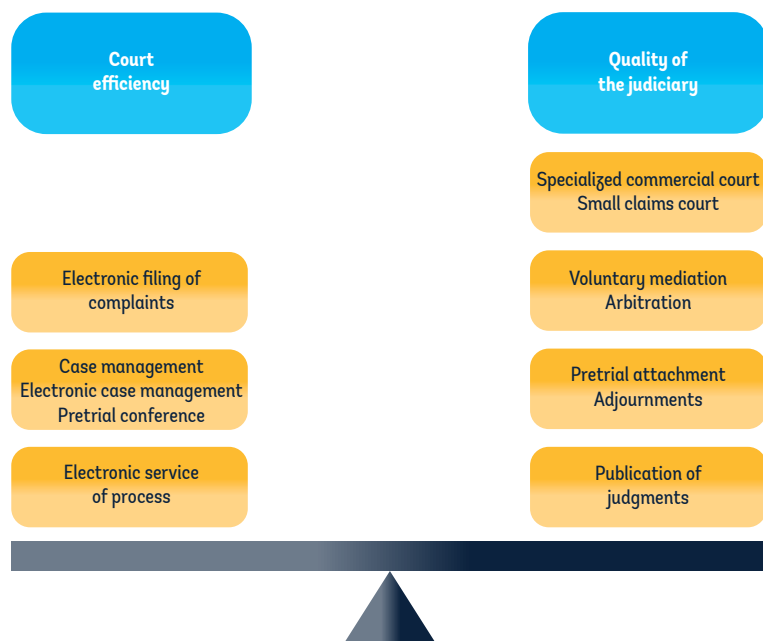 Court
efficiency
Electronic filing of
complaints
Case management
Electronic case management
Pretrial conference
Electronic service
of process
Quality of
the judiciary
Specialized commercial court
Small claims court
Voluntary mediation
Arbitration
Pretrial attachment
Adjournments
Publication of
judgments